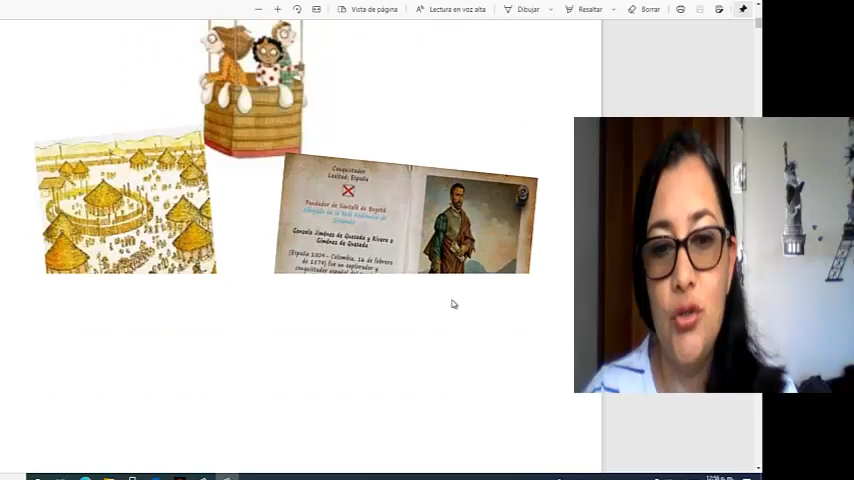 Vista de página
Lectura en voz alta
Dibujar
Resaltar
Borrar
Conquistador
Lealtad: España
Fundador de Santafé de Bogotá
Gonzalo Jiménez de Quesada y Rivera o
Giménez de Quesada
(España 1509 - Colombia, 16 de febrero
de 1579) fue un explorador y
conquistador español del